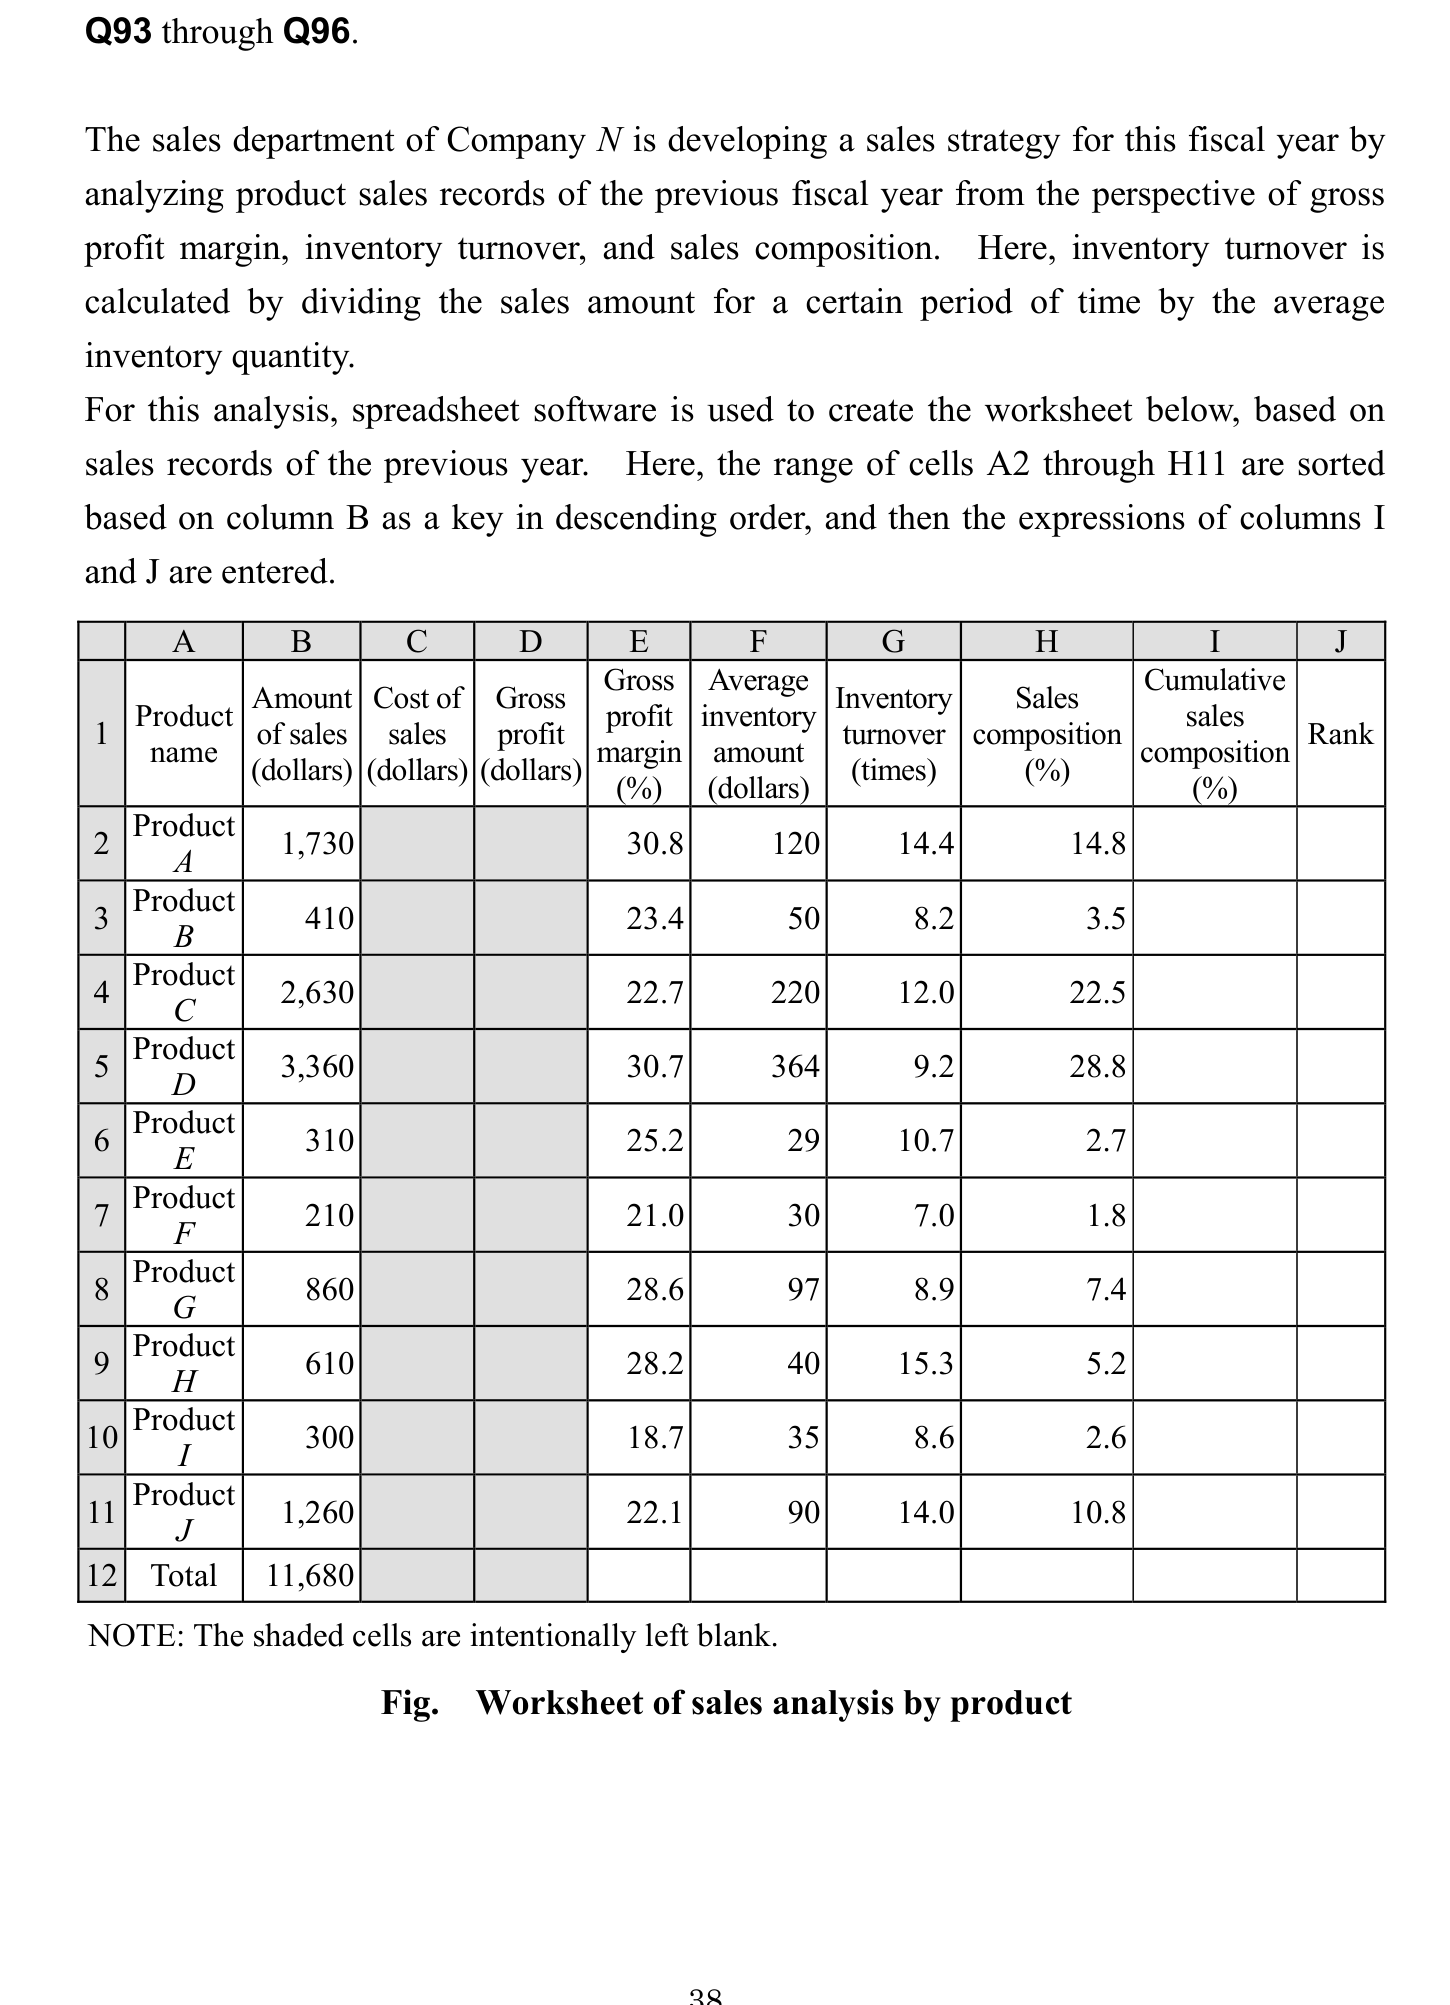 Q93 through Q96.
The sales department of Company N is developing a sales strategy for this fiscal year by
analyzing product sales records of the previous fiscal year from the perspective of gross
profit margin, inventory turnover, and sales composition. Here, inventory turnover is
calculated by dividing the sales amount for a certain period of time by the average
inventory quantity.
For this analysis, spreadsheet software is used to create the worksheet below, based on
sales records of the previous year. Here, the range of cells A2 through H11 are sorted
based on column B as a key in descending order, and then the expressions of columns I
and J are entered.
A B C D E F G H I J
1 Product name Amount of sales (dollars) Cost of sales (dollars) Gross profit (dollars) Gross profit margin (%) Average inventory amount (dollars) Inventory turnover (times) Sales composition (%) Cumulative sales composition (%) Rank
2 Product A 1,730 30.8 120 14.4 14.8
3 Product B 410 23.4 50 8.2 3.5
4 Product C 2,630 22.7 220 12.0 22.5
5 Product D 3,360 30.7 364 9.2 28.8
6 Product E 310 25.2 29 10.7 2.7
7 Product F 210 21.0 30 7.0 1.8
8 Product G 860 28.6 97 8.9 7.4
9 Product H 610 28.2 40 15.3 5.2
10 Product I 300 18.7 35 8.6 2.6
11 Product J 1,260 22.1 90 14.0 10.8
12 Total 11,680
NOTE: The shaded cells are intentionally left blank.
Fig. Worksheet of sales analysis by product
38